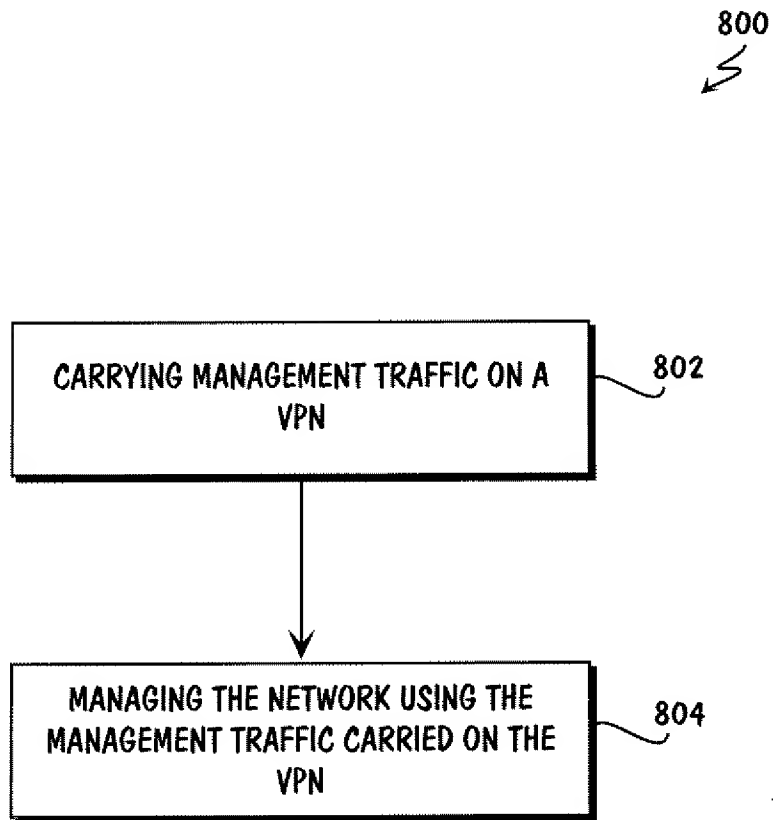 800
CARRYING MANAGEMENT TRAFFIC ON A
VPN
802
MANAGING THE NETWORK USING THE
MANAGEMENT TRAFFIC CARRIED ON THE
VPN
804